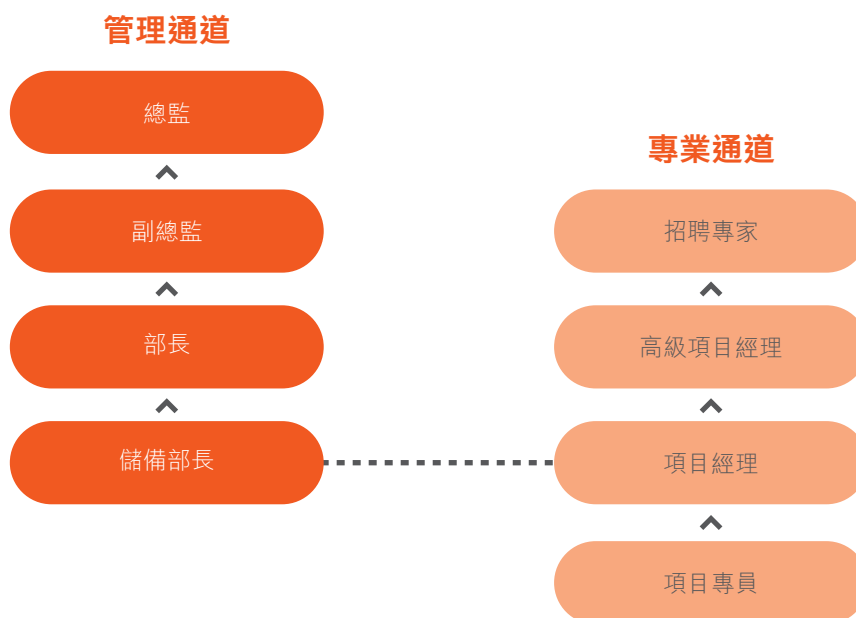 管理通道
總監
副總監
部長
儲備部長
專業通道
招聘專家
高級項目經理
項目經理
項目專員